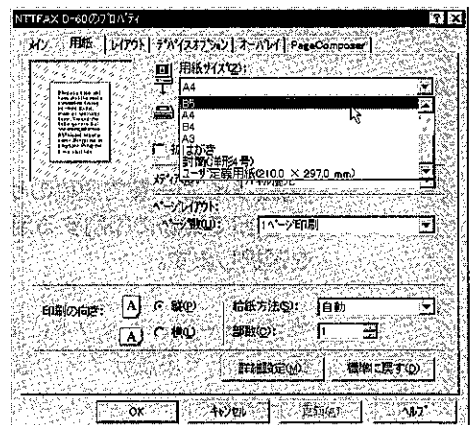 NTTFAX D-60のプロパティ
メイン 用紙 レイアウト デバイスオプション オーバレイ PageComposer
用紙サイズ(Z):
A4
B5
A4
B4
A3
はがき
封筒(洋形4号)
ユーザ定義用紙(210.0 × 297.0 mm)
ページレイアウト:
ページ数(U): 1ページ印刷
印刷の向き: 縦(P) 給紙方法(S): 自動
横(L) 部数(C): 1
詳細設定(M) 標準に戻す(D)
OK キャンセル ヘルプ